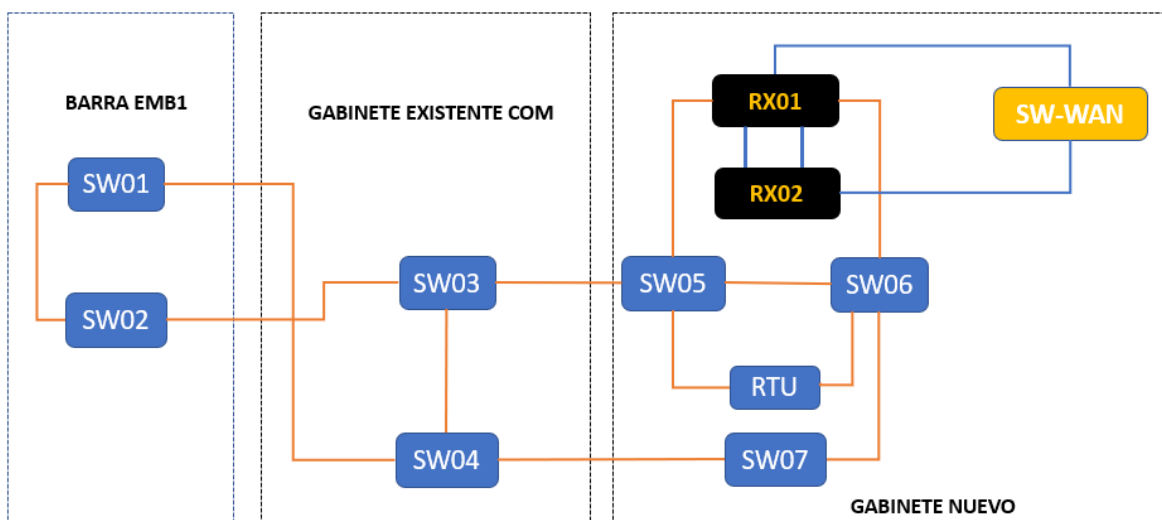 BARRA EMB1
SW01
SW02
GABINETE EXISTENTE COM
SW03
SW04
RX01
RX02
SW-WAN
SW05
SW06
RTU
SW07
GABINETE NUEVO